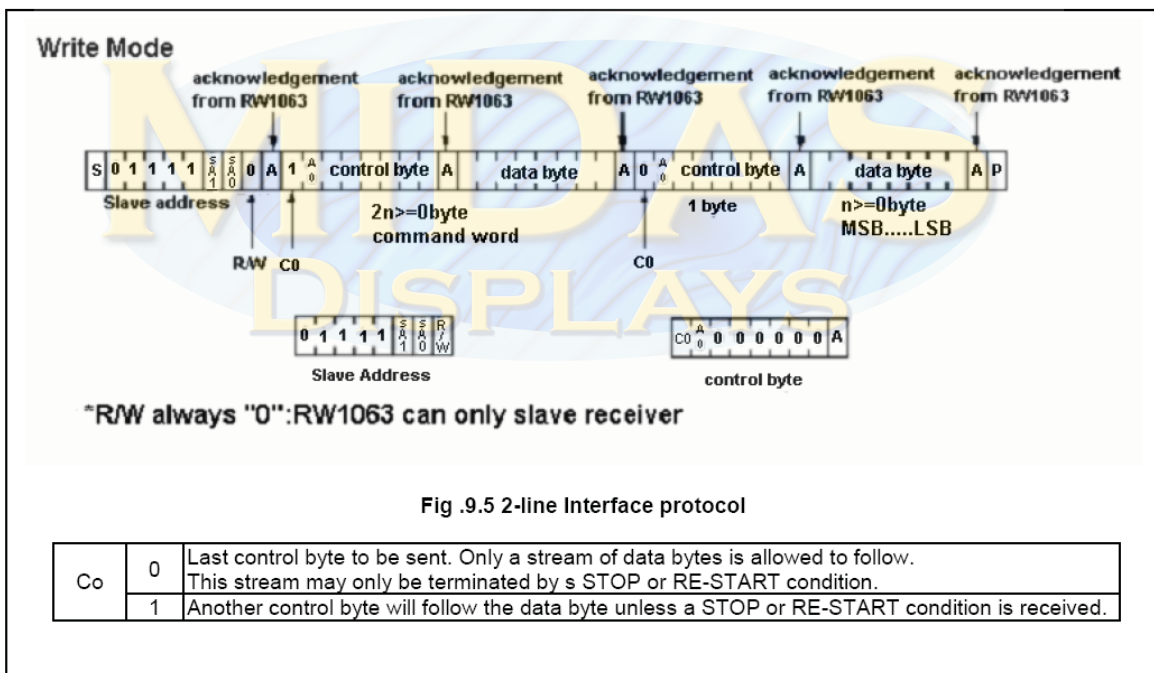 MIDAS
DISPLAYS
Write Mode
acknowledgement from RW1063
acknowledgement from RW1063
acknowledgement from RW1063
acknowledgement from RW1063
acknowledgement from RW1063
S 0 1 1 1 1 SA1 SA0 0 A 1 A0 control byte A data byte A 0 A0 control byte A data byte A P
Slave address
2n>=0byte
command word
1 byte
n>=0byte
MSB.....LSB
R/W C0
C0
0 1 1 1 1 SA1 SA0 R/W
C0 A0 0 0 0 0 0 0 A
Slave Address
control byte
*R/W always "0":RW1063 can only slave receiver
Fig .9.5 2-line Interface protocol
Co
0 Last control byte to be sent. Only a stream of data bytes is allowed to follow.
This stream may only be terminated by s STOP or RE-START condition.
1 Another control byte will follow the data byte unless a STOP or RE-START condition is received.